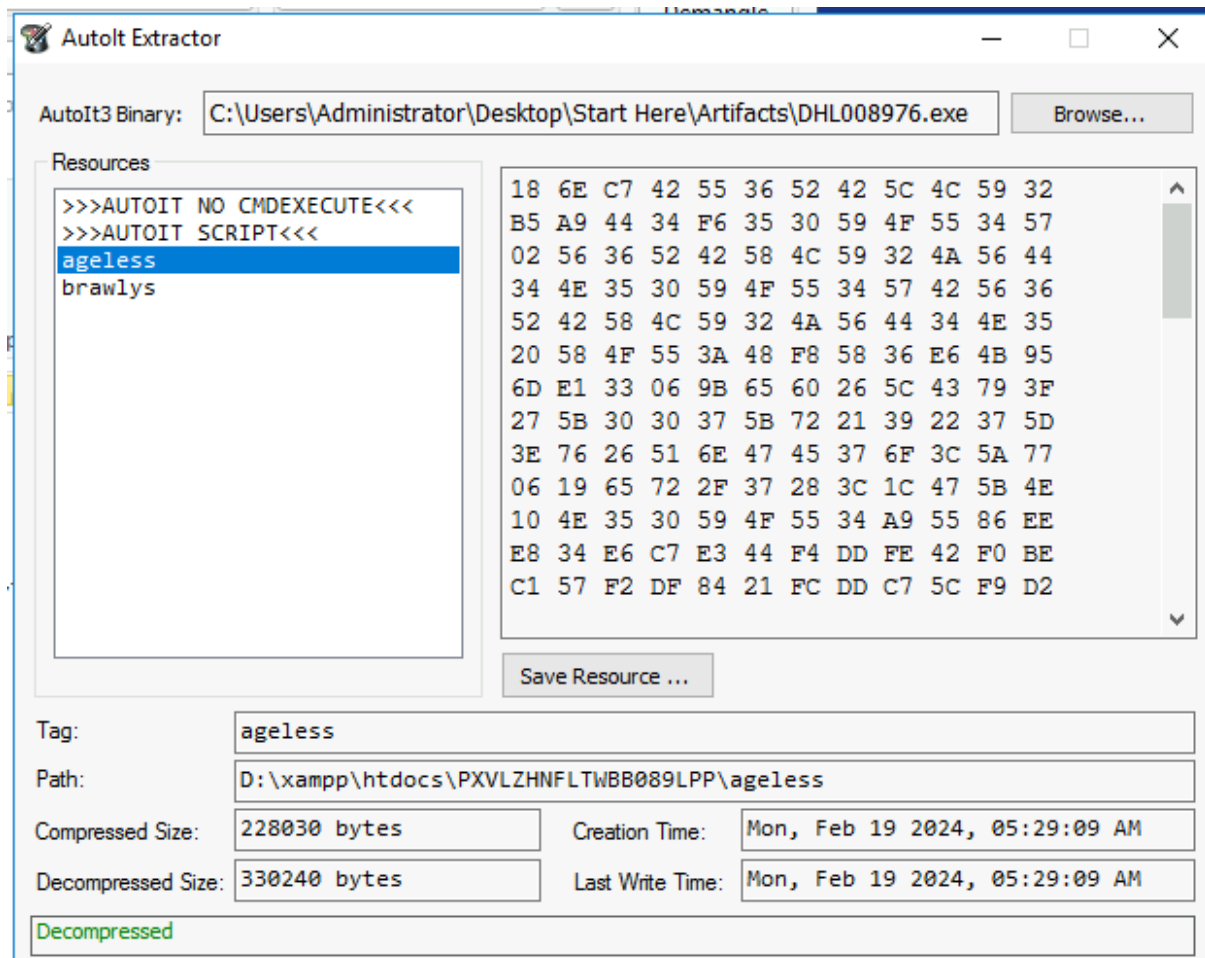 Demangle
AutoIt Extractor
AutoIt3 Binary:
C:\Users\Administrator\Desktop\Start Here\Artifacts\DHL008976.exe
Browse...
Resources
>>>AUTOIT NO CMDEXECUTE<<<
>>>AUTOIT SCRIPT<<<
ageless
brawlys
18 6E C7 42 55 36 52 42 5C 4C 59 32
B5 A9 44 34 F6 35 30 59 4F 55 34 57
02 56 36 52 42 58 4C 59 32 4A 56 44
34 4E 35 30 59 4F 55 34 57 42 56 36
52 42 58 4C 59 32 4A 56 44 34 4E 35
20 58 4F 55 3A 48 F8 58 36 E6 4B 95
6D E1 33 06 9B 65 60 26 5C 43 79 3F
27 5B 30 30 37 5B 72 21 39 22 37 5D
3E 76 26 51 6E 47 45 37 6F 3C 5A 77
06 19 65 72 2F 37 28 3C 1C 47 5B 4E
10 4E 35 30 59 4F 55 34 A9 55 86 EE
E8 34 E6 C7 E3 44 F4 DD FE 42 F0 BE
C1 57 F2 DF 84 21 FC DD C7 5C F9 D2
Save Resource ...
Tag:
ageless
Path:
D:\xampp\htdocs\PXVLZHNFLTWBB089LPP\ageless
Compressed Size:
228030 bytes
Creation Time:
Mon, Feb 19 2024, 05:29:09 AM
Decompressed Size:
330240 bytes
Last Write Time:
Mon, Feb 19 2024, 05:29:09 AM
Decompressed